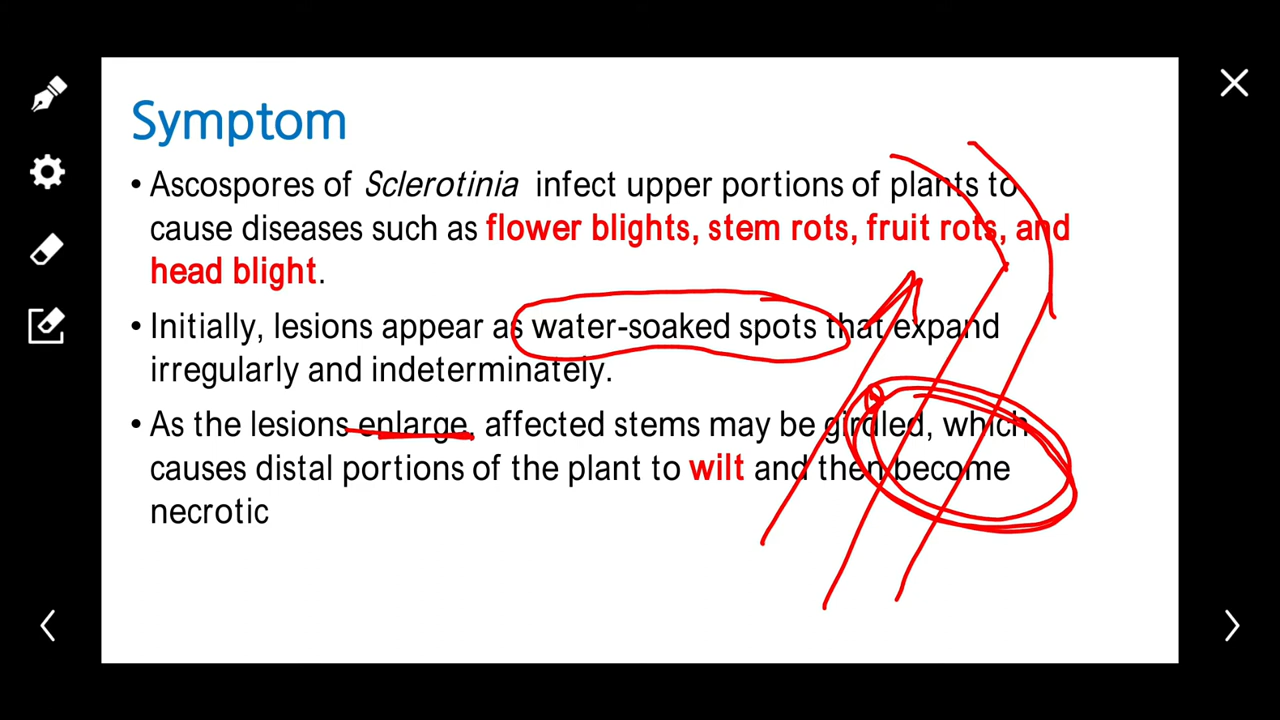 Symptom
• Ascospores of Sclerotinia infect upper portions of plants to
cause diseases such as flower blights, stem rots, fruit rots, and
head blight.
• Initially, lesions appear as water-soaked spots that expand
irregularly and indeterminately.
• As the lesions enlarge, affected stems may be girdled, which
causes distal portions of the plant to wilt and then become
necrotic